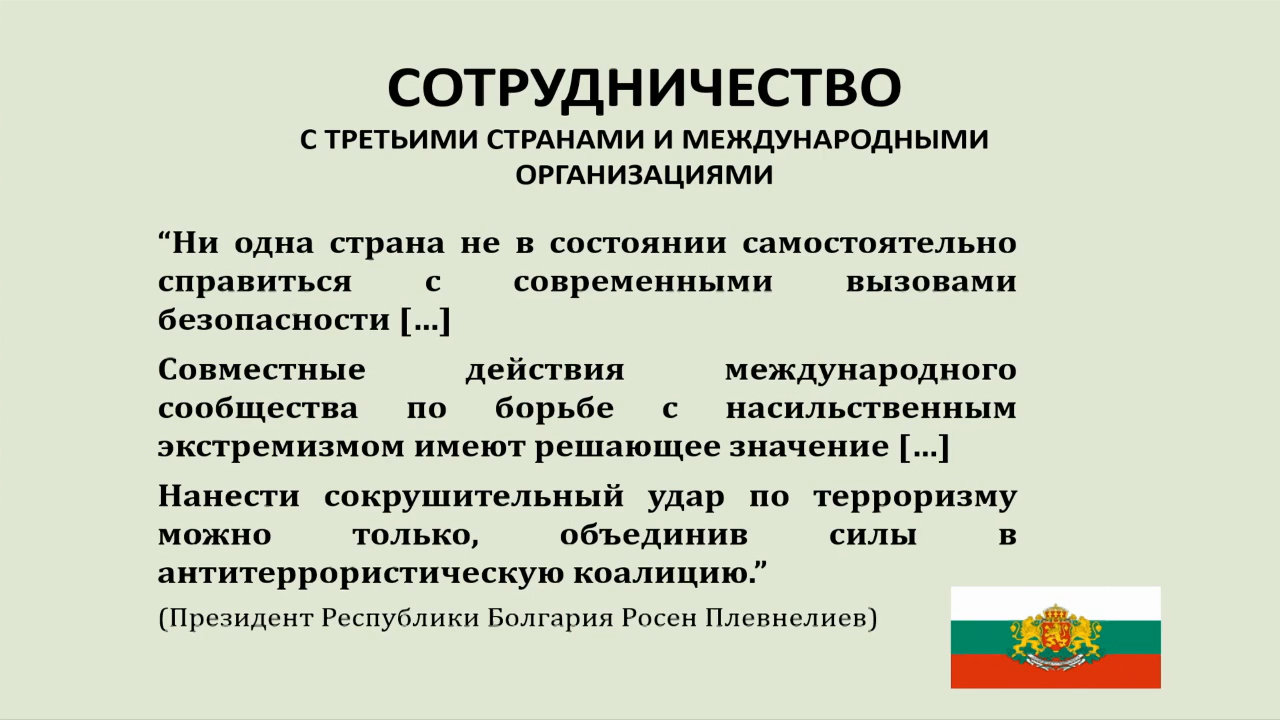 СОТРУДНИЧЕСТВО
С ТРЕТЬИМИ СТРАНАМИ И МЕЖДУНАРОДНЫМИ
ОРГАНИЗАЦИЯМИ
“Ни одна страна не в состоянии самостоятельно
справиться с современными вызовами
безопасности […]
Совместные действия международного
сообщества по борьбе с насильственным
экстремизмом имеют решающее значение […]
Нанести сокрушительный удар по терроризму
можно только, объединив силы в
антитеррористическую коалицию.”
(Президент Республики Болгария Росен Плевнелиев)